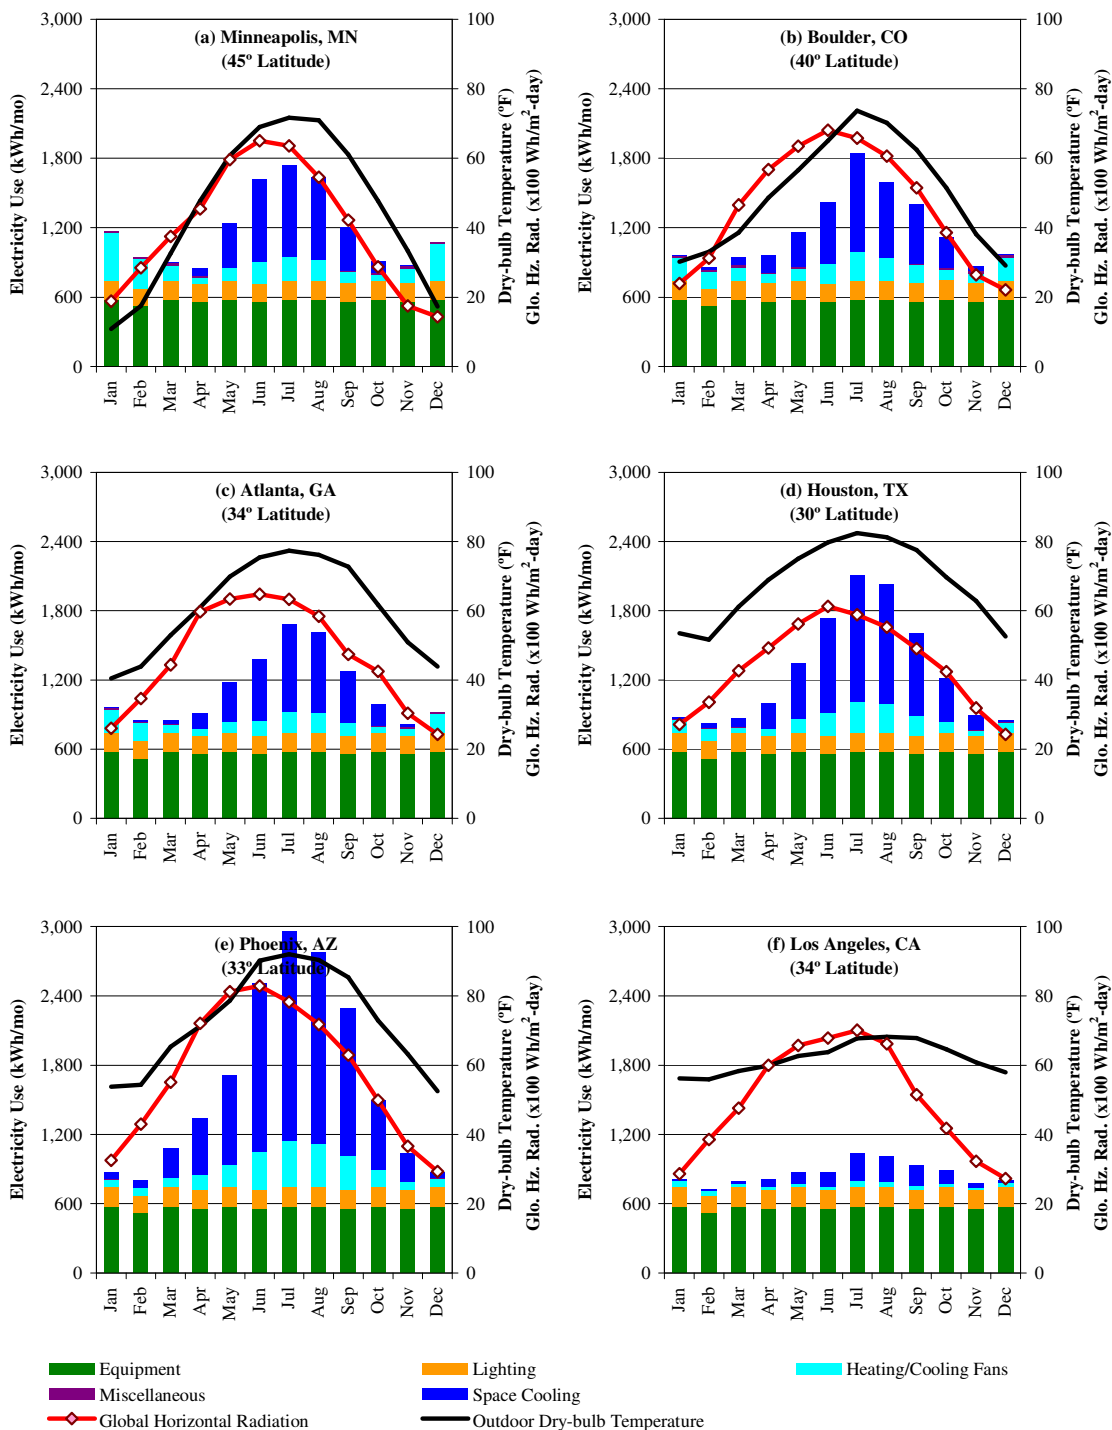 (a) Minneapolis, MN
(45º Latitude)
Electricity Use (kWh/mo)
3,000
2,400
1,800
1,200
600
0
100
80
60
40
20
0
Dry-bulb Temperature (ºF)
Glo. Hz. Rad. (x100 Wh/m²-day)
Jan Feb Mar Apr May Jun Jul Aug Sep Oct Nov Dec
(b) Boulder, CO
(40º Latitude)
Electricity Use (kWh/mo)
3,000
2,400
1,800
1,200
600
0
100
80
60
40
20
0
Dry-bulb Temperature (ºF)
Glo. Hz. Rad. (x100 Wh/m²-day)
Jan Feb Mar Apr May Jun Jul Aug Sep Oct Nov Dec
(c) Atlanta, GA
(34º Latitude)
Electricity Use (kWh/mo)
3,000
2,400
1,800
1,200
600
0
100
80
60
40
20
0
Dry-bulb Temperature (ºF)
Glo. Hz. Rad. (x100 Wh/m²-day)
Jan Feb Mar Apr May Jun Jul Aug Sep Oct Nov Dec
(d) Houston, TX
(30º Latitude)
Electricity Use (kWh/mo)
3,000
2,400
1,800
1,200
600
0
100
80
60
40
20
0
Dry-bulb Temperature (ºF)
Glo. Hz. Rad. (x100 Wh/m²-day)
Jan Feb Mar Apr May Jun Jul Aug Sep Oct Nov Dec
(e) Phoenix, AZ
(33º Latitude)
Electricity Use (kWh/mo)
3,000
2,400
1,800
1,200
600
0
100
80
60
40
20
0
Dry-bulb Temperature (ºF)
Glo. Hz. Rad. (x100 Wh/m²-day)
Jan Feb Mar Apr May Jun Jul Aug Sep Oct Nov Dec
(f) Los Angeles, CA
(34º Latitude)
Electricity Use (kWh/mo)
3,000
2,400
1,800
1,200
600
0
100
80
60
40
20
0
Dry-bulb Temperature (ºF)
Glo. Hz. Rad. (x100 Wh/m²-day)
Jan Feb Mar Apr May Jun Jul Aug Sep Oct Nov Dec
Equipment Lighting Heating/Cooling Fans
Miscellaneous Space Cooling
Global Horizontal Radiation Outdoor Dry-bulb Temperature